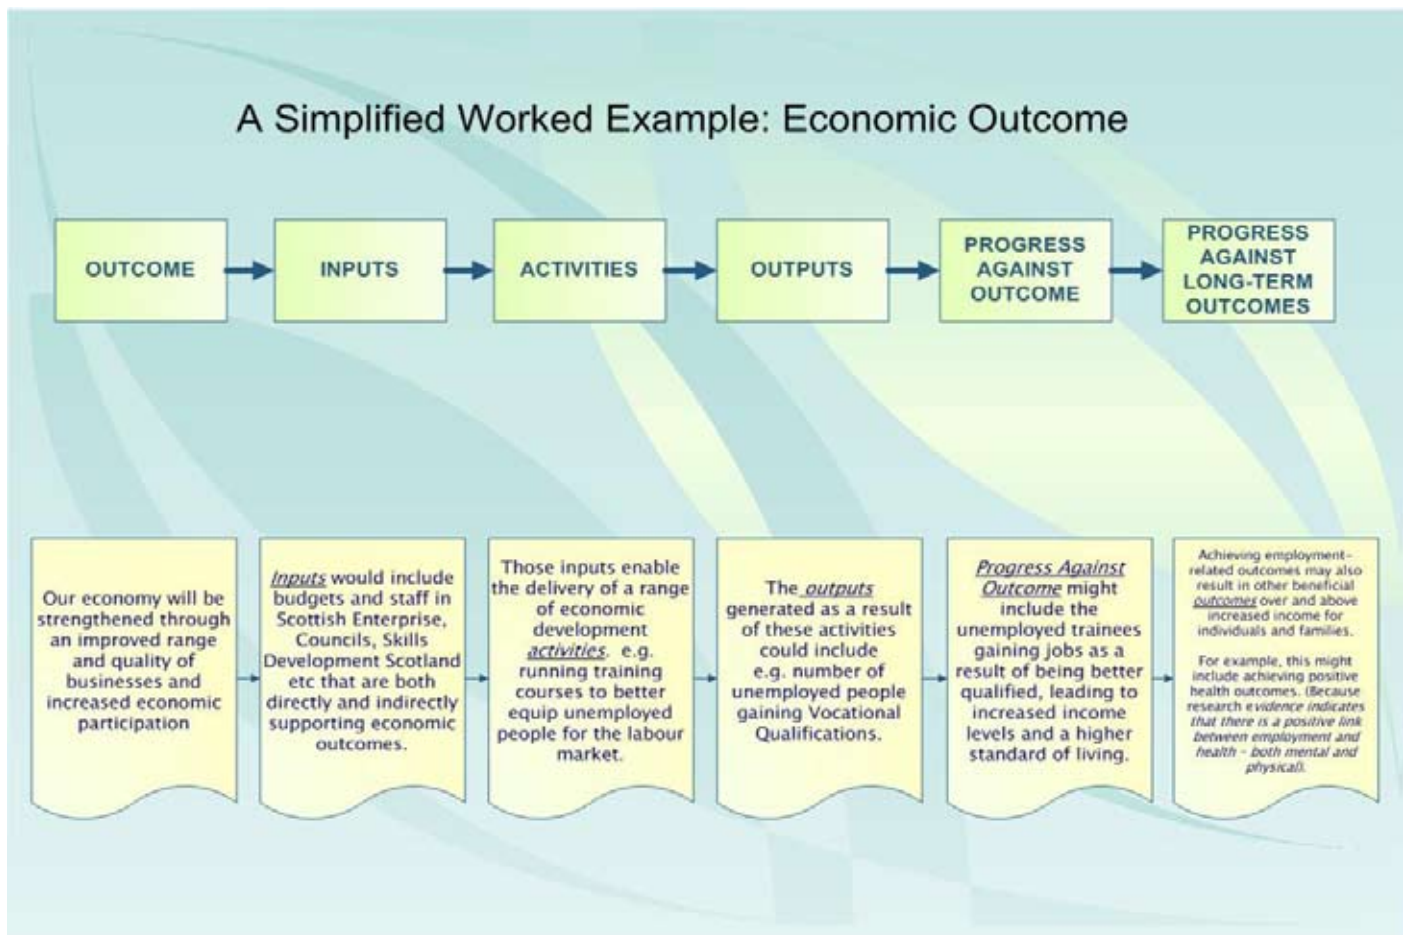 A Simplified Worked Example: Economic Outcome
OUTCOME
INPUTS
ACTIVITIES
OUTPUTS
PROGRESS
AGAINST
OUTCOME
PROGRESS
AGAINST
LONG-TERM
OUTCOMES
Our economy will be
strengthened through
an improved range
and quality of
businesses and
increased economic
participation
Inputs would include
budgets and staff in
Scottish Enterprise,
Councils, Skills
Development Scotland
etc that are both
directly and indirectly
supporting economic
outcomes.
Those inputs enable
the delivery of a range
of economic
development
activities. e.g.
running training
courses to better
equip unemployed
people for the labour
market.
The outputs
generated as a result
of these activities
could include
e.g. number of
unemployed people
gaining Vocational
Qualifications.
Progress Against
Outcome might
include the
unemployed trainees
gaining jobs as a
result of being better
qualified, leading to
increased income
levels and a higher
standard of living.
Achieving employment-
related outcomes may also
result in other beneficial
outcomes over and above
increased income for
individuals and families.
For example, this might
include achieving positive
health outcomes. (Because
research evidence indicates
that there is a positive link
between employment and
health – both mental and
physical).